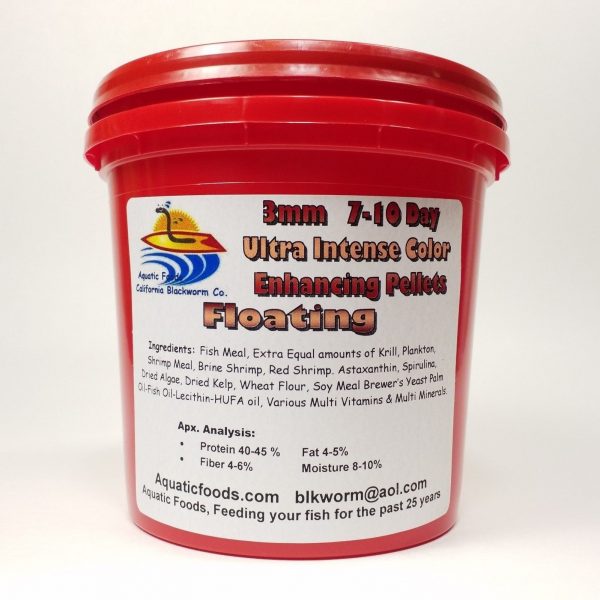 3mm 7-10 Day
Ultra Intense Color
Enhancing Pellets
Floating
Aquatic Foods
California Blackworm Co.
Ingredients: Fish Meal, Extra Equal amounts of Krill, Plankton,
Shrimp Meal, Brine Shrimp, Red Shrimp. Astaxanthin, Spirulina,
Dried Algae, Dried Kelp, Wheat Flour, Soy Meal Brewer's Yeast Palm
Oil-Fish Oil-Lecithin-HUFA oil, Various Multi Vitamins & Multi Minerals.
Apx. Analysis:
• Protein 40-45 % Fat 4-5%
• Fiber 4-6% Moisture 8-10%
Aquaticfoods.com blkworm@aol.com
Aquatic Foods, Feeding your fish for the past 25 years